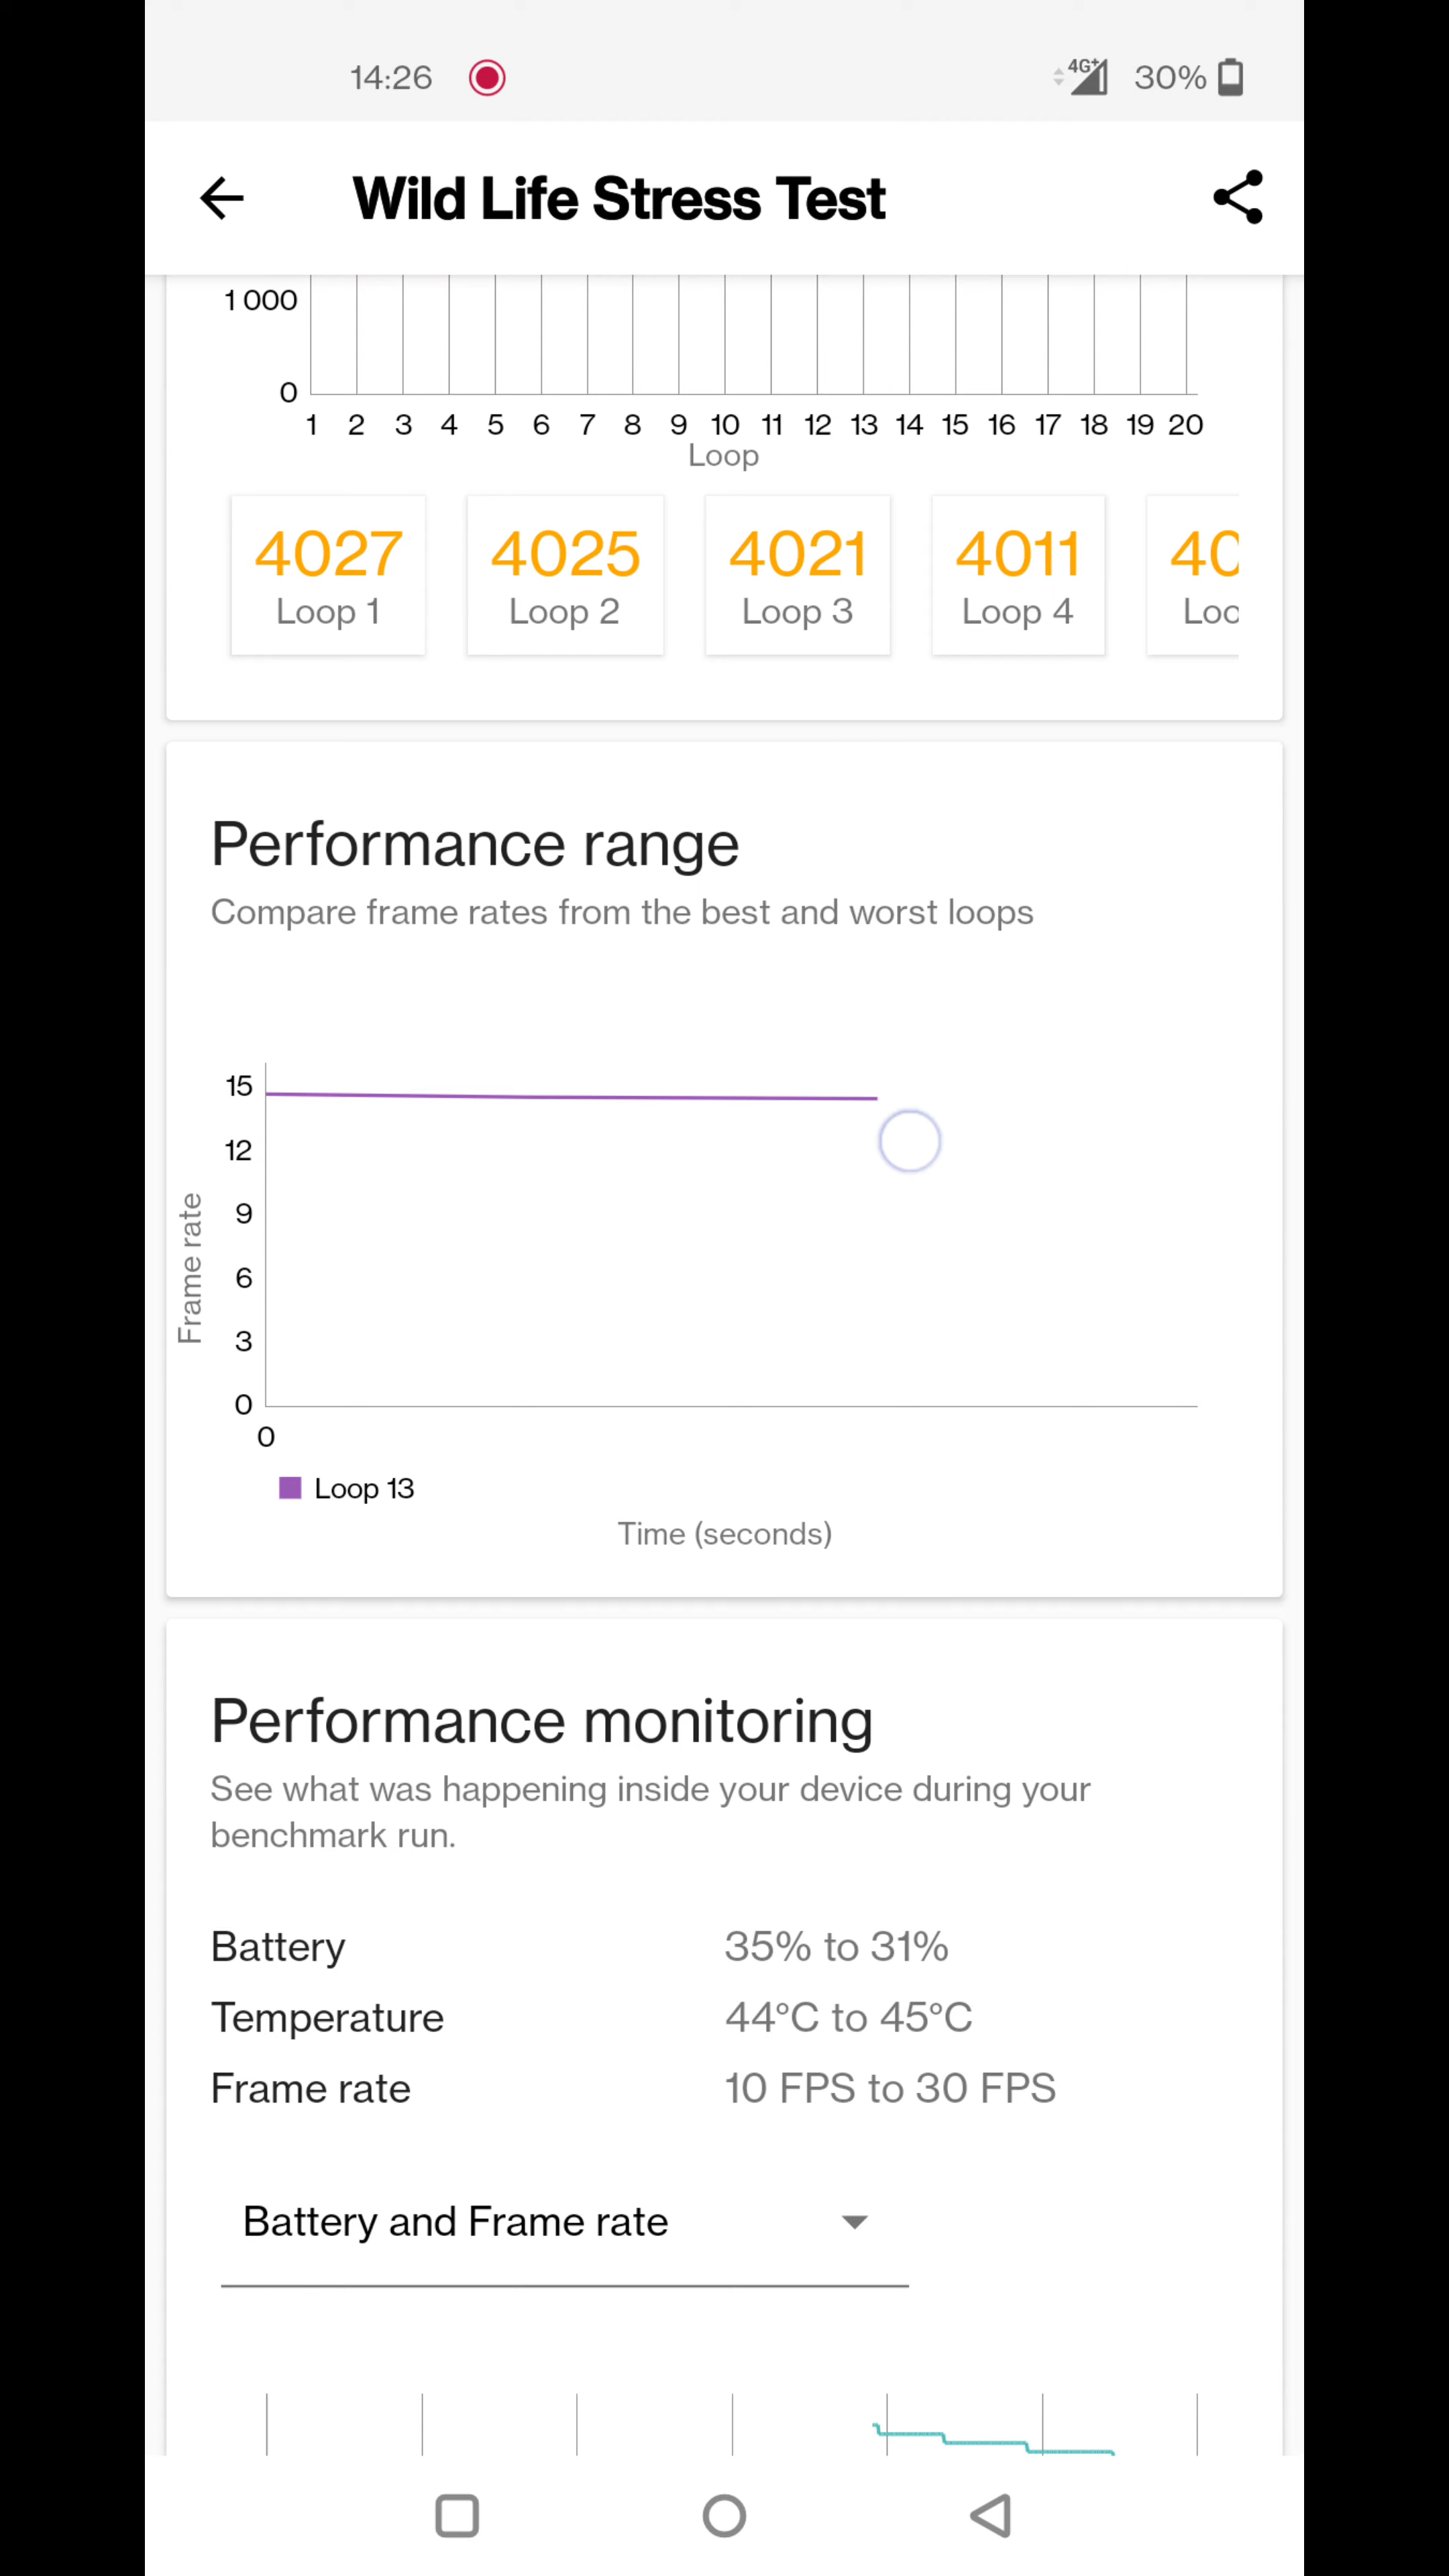 14:26
4G+ 30%
Wild Life Stress Test
1 000
0
1 2 3 4 5 6 7 8 9 10 11 12 13 14 15 16 17 18 19 20
Loop
4027 4025 4021 4011 40
Loop 1 Loop 2 Loop 3 Loop 4 Loo
Performance range
Compare frame rates from the best and worst loops
15
12
9
6
3
0
Frame rate
0
Loop 13
Time (seconds)
Performance monitoring
See what was happening inside your device during your
benchmark run.
Battery 35% to 31%
Temperature 44°C to 45°C
Frame rate 10 FPS to 30 FPS
Battery and Frame rate